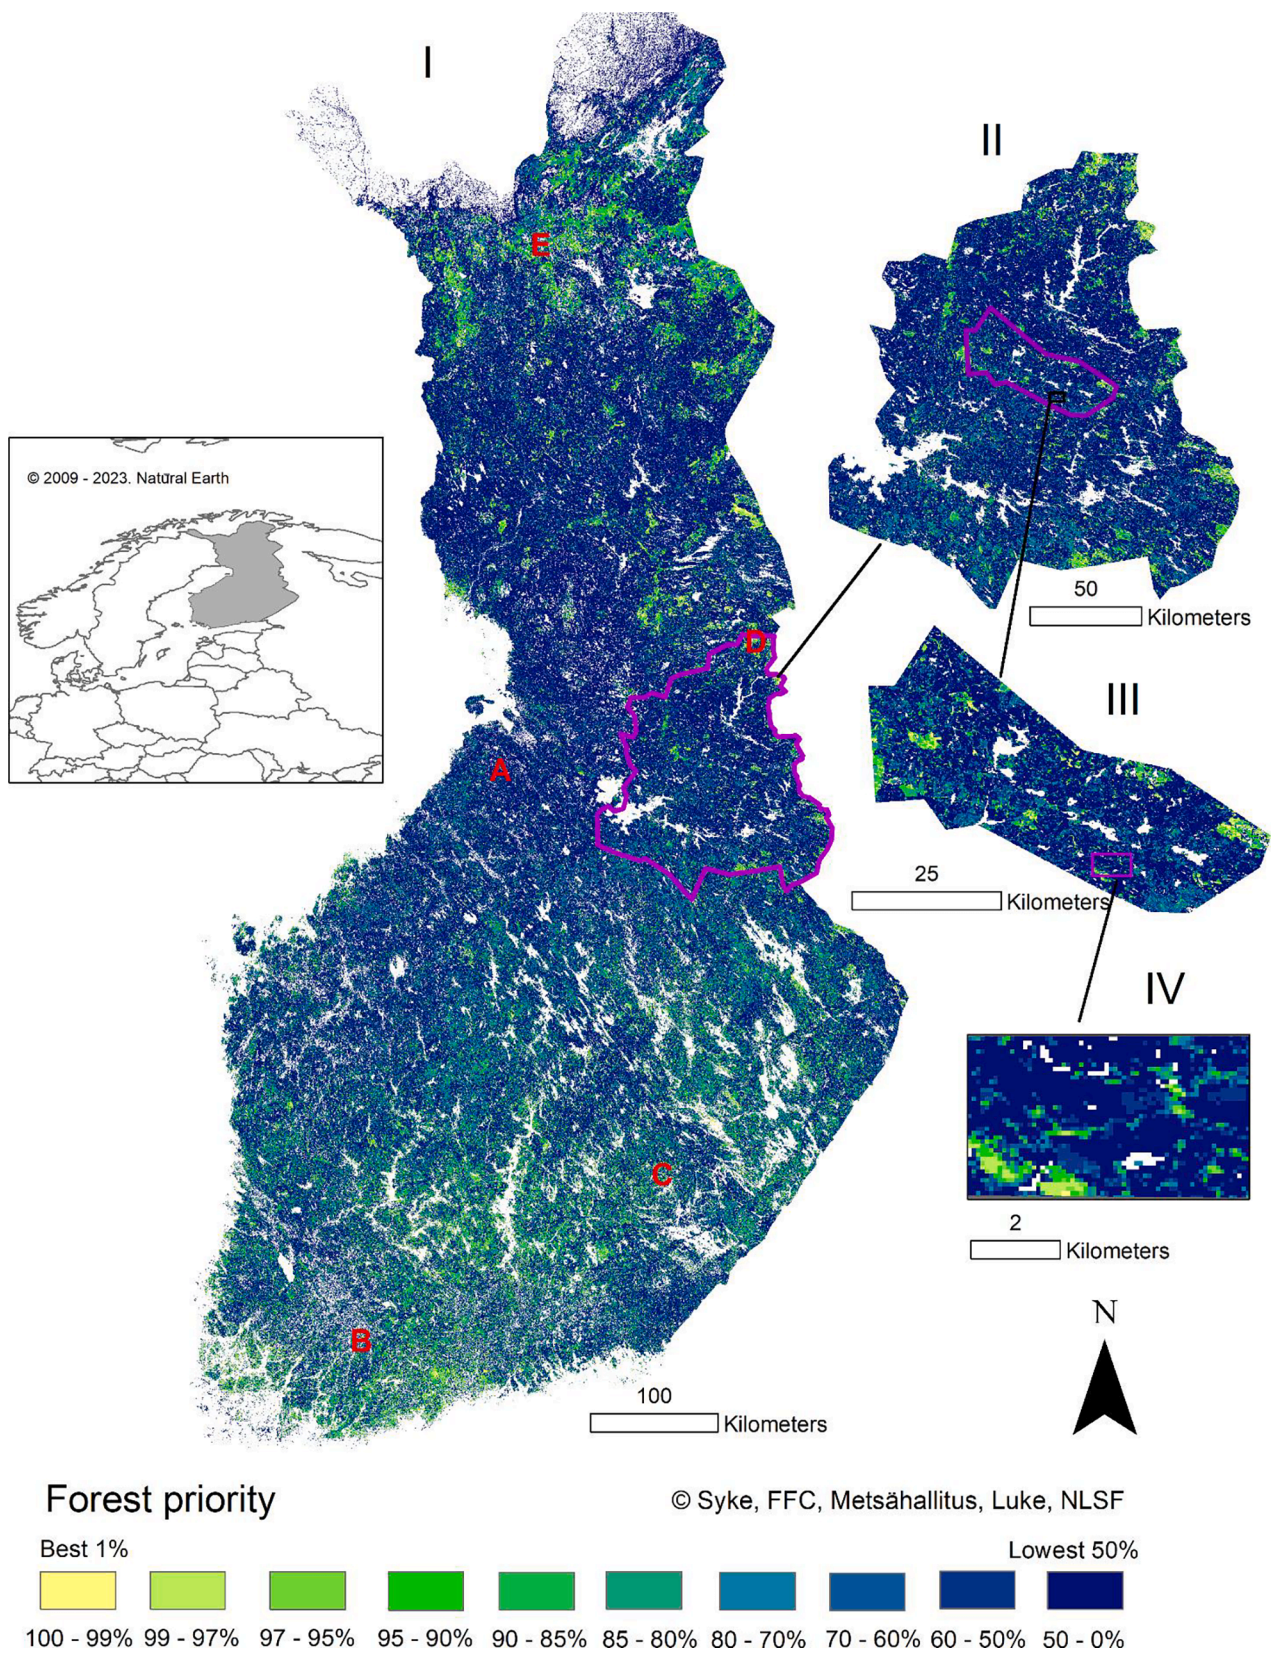 I
II
E
© 2009 - 2023. Natural Earth
50
Kilometers
D
III
A
25
Kilometers
IV
C
2
Kilometers
N
B
100
Kilometers
Forest priority
© Syke, FFC, Metsähallitus, Luke, NLSF
Best 1%
Lowest 50%
100 - 99%
99 - 97%
97 - 95%
95 - 90%
90 - 85%
85 - 80%
80 - 70%
70 - 60%
60 - 50%
50 - 0%